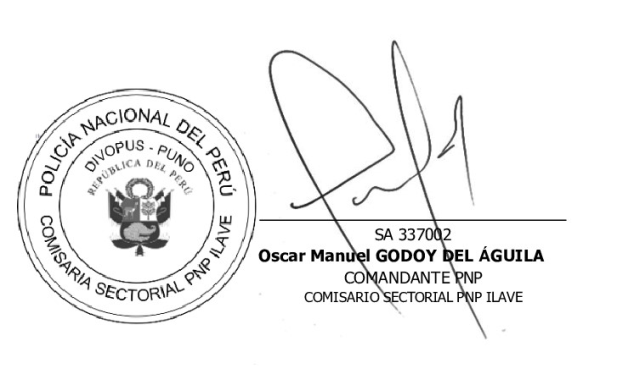 POLICÍA NACIONAL DEL PERÚ
DIVOPUS - PUNO
REPÚBLICA DEL PERÚ
COMISARIA SECTORIAL PNP ILAVE
SA 337002
Oscar Manuel GODOY DEL ÁGUILA
COMANDANTE PNP
COMISARIO SECTORIAL PNP ILAVE